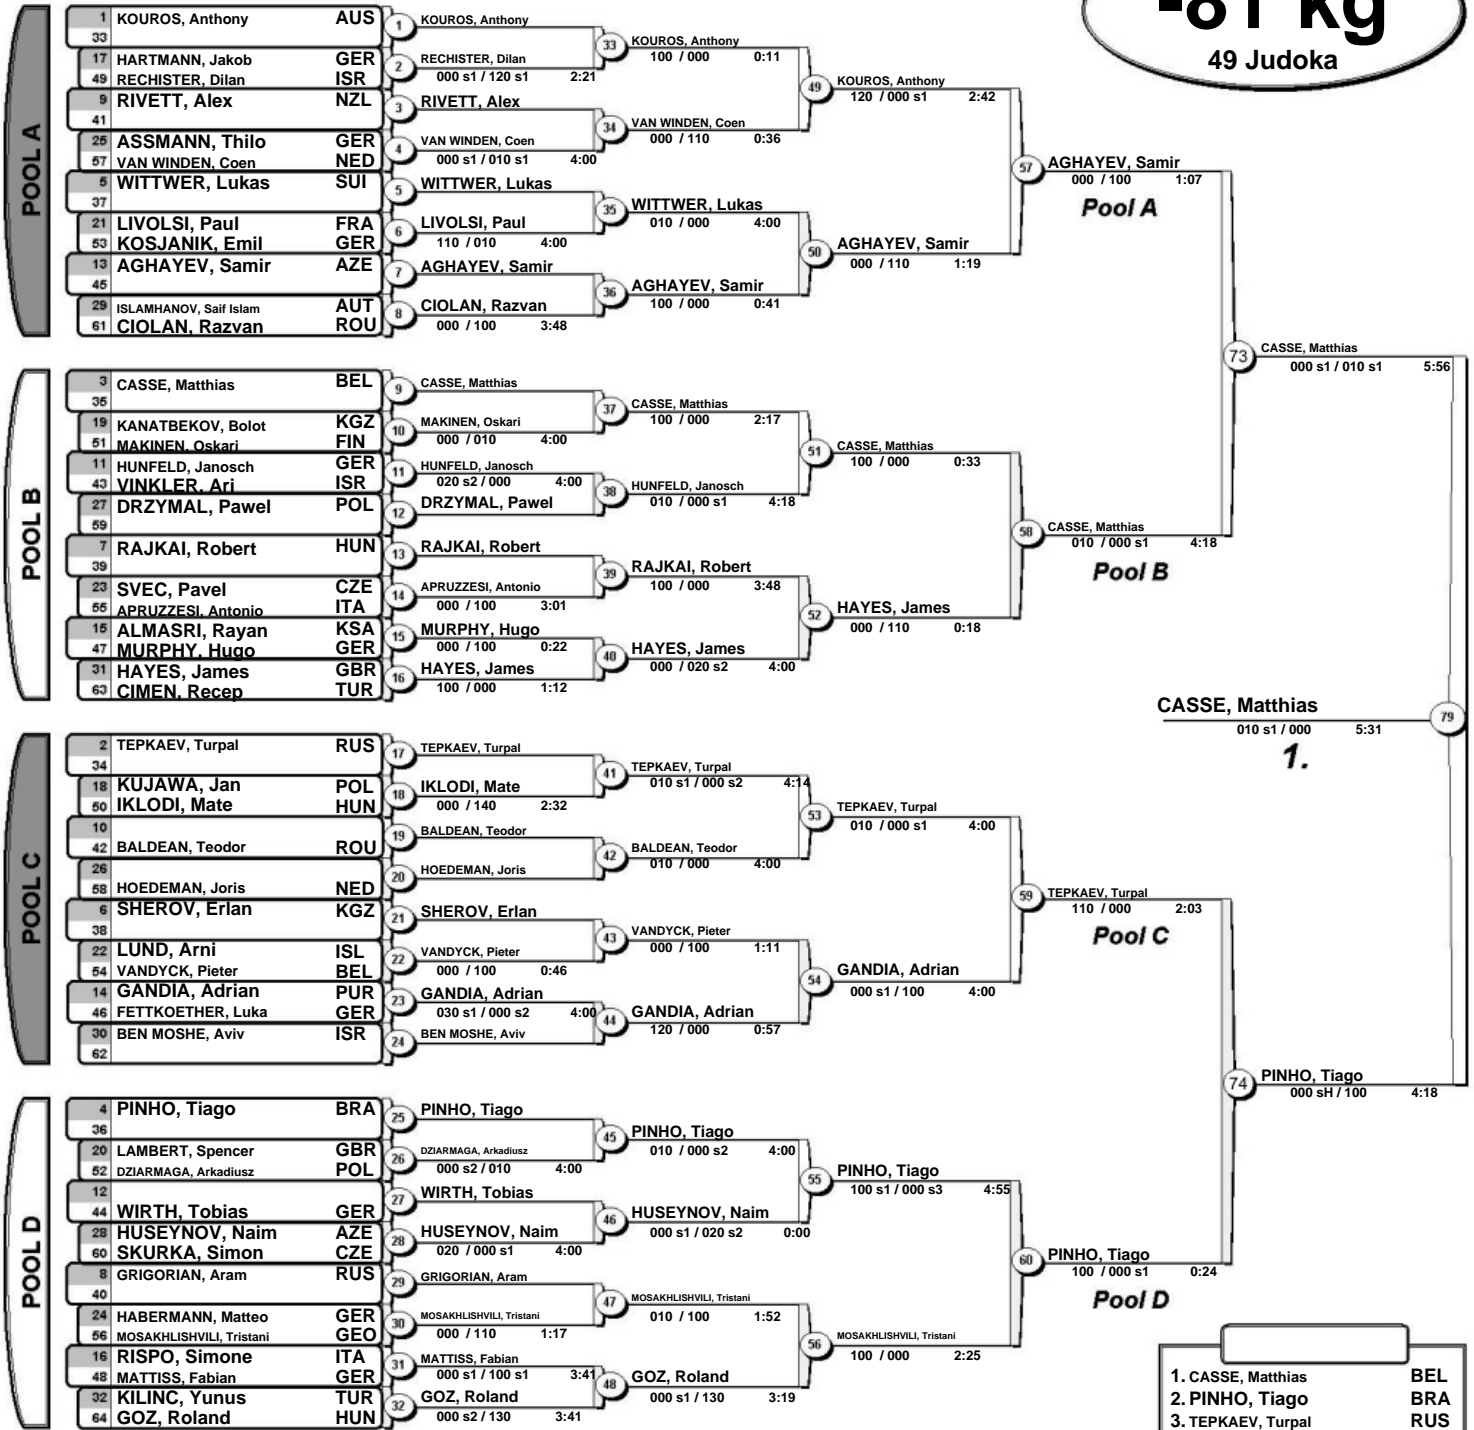 -81 kg
49 Judoka
POOL A
1 KOUROS, Anthony AUS
33
17 HARTMANN, Jakob GER
49 RECHISTER, Dilan ISR
9 RIVETT, Alex NZL
41
25 ASSMANN, Thilo GER
57 VAN WINDEN, Coen NED
5 WITTWER, Lukas SUI
37
21 LIVOLSI, Paul FRA
53 KOSJANIK, Emil GER
13 AGHAYEV, Samir AZE
45
29 ISLAMHANOV, Saif Islam AUT
61 CIOLAN, Razvan ROU
1 KOUROS, Anthony
2 RECHISTER, Dilan
000 s1 / 120 s1 2:21
3 RIVETT, Alex
4 VAN WINDEN, Coen
000 s1 / 010 s1 4:00
5 WITTWER, Lukas
6 LIVOLSI, Paul
110 / 010 4:00
7 AGHAYEV, Samir
8 CIOLAN, Razvan
000 / 100 3:48
33 KOUROS, Anthony
100 / 000 0:11
34 VAN WINDEN, Coen
000 / 110 0:36
35 WITTWER, Lukas
010 / 000 4:00
36 AGHAYEV, Samir
100 / 000 0:41
49 KOUROS, Anthony
120 / 000 s1 2:42
50 AGHAYEV, Samir
000 / 110 1:19
57 AGHAYEV, Samir
000 / 100 1:07
Pool A
POOL B
3 CASSE, Matthias BEL
35
19 KANATBEKOV, Bolot KGZ
51 MAKINEN, Oskari FIN
11 HUNFELD, Janosch GER
43 VINKLER, Ari ISR
27 DRZYMAL, Pawel POL
59
7 RAJKAI, Robert HUN
39
23 SVEC, Pavel CZE
55 APRUZZESI, Antonio ITA
15 ALMASRI, Rayan KSA
47 MURPHY, Hugo GER
31 HAYES, James GBR
63 CIMEN, Recep TUR
9 CASSE, Matthias
10 MAKINEN, Oskari
000 / 010 4:00
11 HUNFELD, Janosch
020 s2 / 000 4:00
12 DRZYMAL, Pawel
13 RAJKAI, Robert
14 APRUZZESI, Antonio
000 / 100 3:01
15 MURPHY, Hugo
000 / 100 0:22
16 HAYES, James
100 / 000 1:12
37 CASSE, Matthias
100 / 000 2:17
38 HUNFELD, Janosch
010 / 000 s1 4:18
39 RAJKAI, Robert
100 / 000 3:48
40 HAYES, James
000 / 020 s2 4:00
51 CASSE, Matthias
100 / 000 0:33
52 HAYES, James
000 / 110 0:18
58 CASSE, Matthias
010 / 000 s1 4:18
Pool B
73 CASSE, Matthias
000 s1 / 010 s1 5:56
CASSE, Matthias 79
010 s1 / 000 5:31
1.
POOL C
2 TEPKAEV, Turpal RUS
34
18 KUJAWA, Jan POL
50 IKLODI, Mate HUN
10
42 BALDEAN, Teodor ROU
26
58 HOEDEMAN, Joris NED
6 SHEROV, Erlan KGZ
38
22 LUND, Arni ISL
54 VANDYCK, Pieter BEL
14 GANDIA, Adrian PUR
46 FETTKOETHER, Luka GER
30 BEN MOSHE, Aviv ISR
62
17 TEPKAEV, Turpal
18 IKLODI, Mate
000 / 140 2:32
19 BALDEAN, Teodor
20 HOEDEMAN, Joris
21 SHEROV, Erlan
22 VANDYCK, Pieter
000 / 100 0:46
23 GANDIA, Adrian
030 s1 / 000 s2 4:00
24 BEN MOSHE, Aviv
41 TEPKAEV, Turpal
010 s1 / 000 s2 4:14
42 BALDEAN, Teodor
010 / 000 4:00
43 VANDYCK, Pieter
000 / 100 1:11
44 GANDIA, Adrian
120 / 000 0:57
53 TEPKAEV, Turpal
010 / 000 s1 4:00
54 GANDIA, Adrian
000 s1 / 100 4:00
59 TEPKAEV, Turpal
110 / 000 2:03
Pool C
POOL D
4 PINHO, Tiago BRA
36
20 LAMBERT, Spencer GBR
52 DZIARMAGA, Arkadiusz POL
12
44 WIRTH, Tobias GER
28 HUSEYNOV, Naim AZE
60 SKURKA, Simon CZE
8 GRIGORIAN, Aram RUS
40
24 HABERMANN, Matteo GER
56 MOSAKHLISHVILI, Tristani GEO
16 RISPO, Simone ITA
48 MATTISS, Fabian GER
32 KILINC, Yunus TUR
64 GOZ, Roland HUN
25 PINHO, Tiago
26 DZIARMAGA, Arkadiusz
000 s2 / 010 4:00
27 WIRTH, Tobias
28 HUSEYNOV, Naim
020 / 000 s1 4:00
29 GRIGORIAN, Aram
30 MOSAKHLISHVILI, Tristani
000 / 110 1:17
31 MATTISS, Fabian
000 s1 / 100 s1 3:41
32 GOZ, Roland
000 s2 / 130 3:41
45 PINHO, Tiago
010 / 000 s2 4:00
46 HUSEYNOV, Naim
000 s1 / 020 s2 0:00
47 MOSAKHLISHVILI, Tristani
010 / 100 1:52
48 GOZ, Roland
000 s1 / 130 3:19
55 PINHO, Tiago
100 s1 / 000 s3 4:55
56 MOSAKHLISHVILI, Tristani
100 / 000 2:25
60 PINHO, Tiago
100 / 000 s1 0:24
Pool D
74 PINHO, Tiago
000 sH / 100 4:18
1. CASSE, Matthias BEL
2. PINHO, Tiago BRA
3. TEPKAEV, Turpal RUS